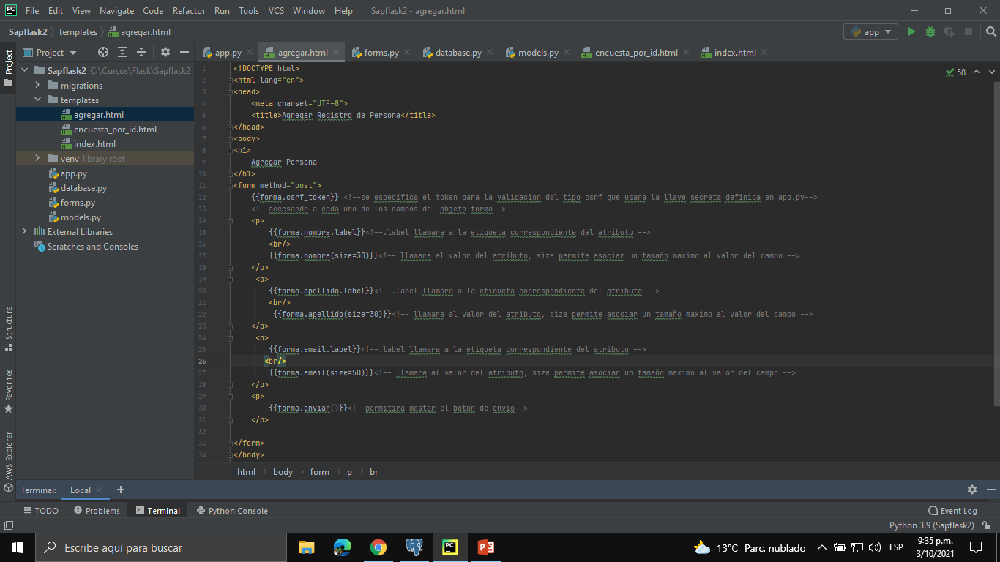 PC File Edit View Navigate Code Refactor Run Tools VCS Window Help Sapflask2 - agregar.html
Sapflask2 templates agregar.html app
Project Project app.py agregar.html forms.py database.py models.py encuesta_por_id.html index.html
Sapflask2 C:\Cursos\Flask\Sapflask2
migrations
templates
agregar.html
encuesta_por_id.html
index.html
venv library root
app.py
database.py
forms.py
models.py
External Libraries
Scratches and Consoles
58
1 <!DOCTYPE html>
2 <html lang="en">
3 <head>
4 <meta charset="UTF-8">
5 <title>Agregar Registro de Persona</title>
6 </head>
7 <body>
8 <h1>
9 Agregar Persona
10 </h1>
11 <form method="post">
12 {{forma.csrf_token}} <!--se especifica el token para la validacion del tipo csrf que usara la llave secreta definida en app.py-->
13 <!--accesando a cada uno de los campos del objeto forma-->
14 <p>
15 {{forma.nombre.label}}<!--.label llamara a la etiqueta correspondiente del atributo -->
16 <br/>
17 {{forma.nombre(size=30)}}<!-- llamara al valor del atributo, size permite asociar un tamaño maximo al valor del campo -->
18 </p>
19 <p>
20 {{forma.apellido.label}}<!--.label llamara a la etiqueta correspondiente del atributo -->
21 <br/>
22 {{forma.apellido(size=30)}}<!-- llamara al valor del atributo, size permite asociar un tamaño maximo al valor del campo -->
23 </p>
24 <p>
25 {{forma.email.label}}<!--.label llamara a la etiqueta correspondiente del atributo -->
26 <br/>
27 {{forma.email(size=50)}}<!-- llamara al valor del atributo, size permite asociar un tamaño maximo al valor del campo -->
28 </p>
29 <p>
30 {{forma.enviar()}}<!--permitira mostar el boton de envio-->
31 </p>
32
33 </form>
34 </body>
html body form p br
Structure
Favorites
AWS Explorer
Terminal: Local
TODO Problems Terminal Python Console Event Log
Python 3.9 (Sapflask2)
Escribe aquí para buscar
PC
13°C Parc. nublado
ESP
9:35 p.m.
3/10/2021